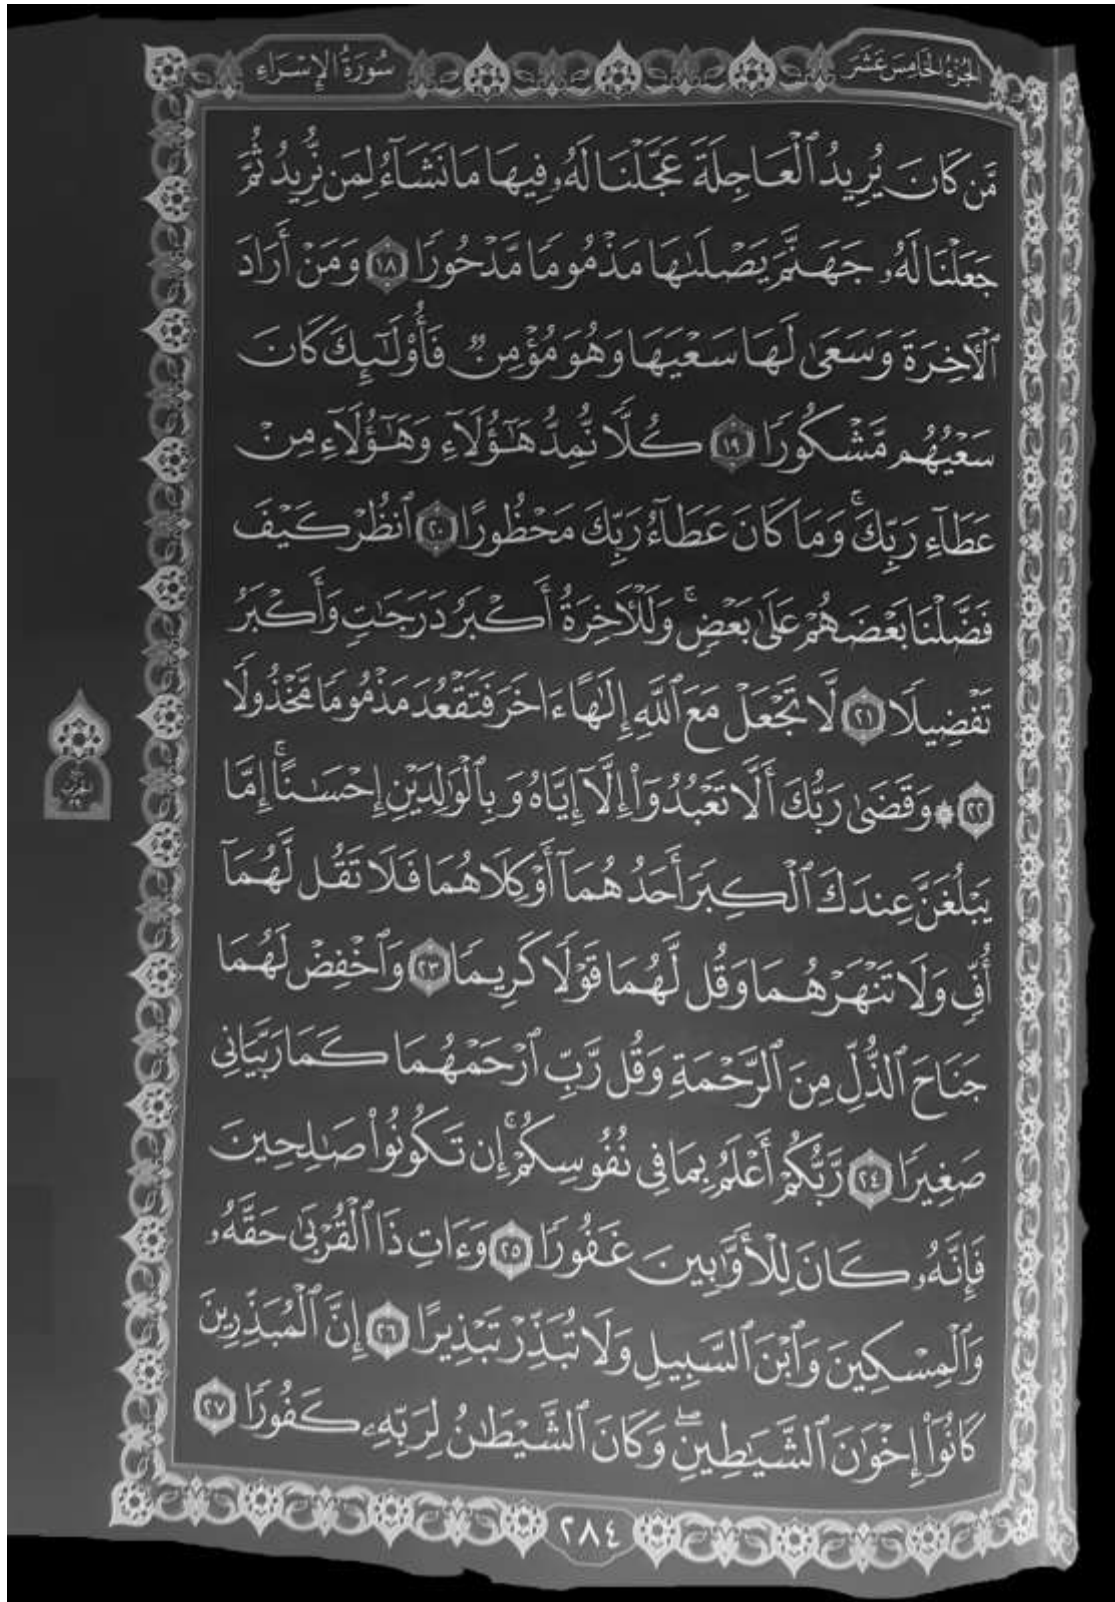 الجزء الخامس عشر
سورة الإسراء
مَّن كَانَ يُرِيدُ ٱلْعَاجِلَةَ عَجَّلْنَا لَهُۥ فِيهَا مَا نَشَآءُ لِمَن نُّرِيدُ ثُمَّ
جَعَلْنَا لَهُۥ جَهَنَّمَ يَصْلَىٰهَا مَذْمُومًا مَّدْحُورًا ١٨ وَمَنْ أَرَادَ
ٱلْأَخِرَةَ وَسَعَىٰ لَهَا سَعْيَهَا وَهُوَ مُؤْمِنٌ فَأُو۟لَـٰٓئِكَ كَانَ
سَعْيُهُم مَّشْكُورًا ١٩ كُلًّا نُّمِدُّ هَـٰٓؤُلَآءِ وَهَـٰٓؤُلَآءِ مِنْ
عَطَآءِ رَبِّكَ ۚ وَمَا كَانَ عَطَآءُ رَبِّكَ مَحْظُورًا ٢٠ ٱنظُرْ كَيْفَ
فَضَّلْنَا بَعْضَهُمْ عَلَىٰ بَعْضٍ ۚ وَلَلْأَخِرَةُ أَكْبَرُ دَرَجَـٰتٍ وَأَكْبَرُ
تَفْضِيلًا ٢١ لَّا تَجْعَلْ مَعَ ٱللَّهِ إِلَـٰهًا ءَاخَرَ فَتَقْعُدَ مَذْمُومًا مَّخْذُولًا
٢٢ ۞ وَقَضَىٰ رَبُّكَ أَلَّا تَعْبُدُوٓا۟ إِلَّآ إِيَّاهُ وَبِٱلْوَٰلِدَيْنِ إِحْسَـٰنًا ۚ إِمَّا
يَبْلُغَنَّ عِندَكَ ٱلْكِبَرَ أَحَدُهُمَآ أَوْ كِلَاهُمَا فَلَا تَقُل لَّهُمَآ
أُفٍّ وَلَا تَنْهَرْهُمَا وَقُل لَّهُمَا قَوْلًا كَرِيمًا ٢٣ وَٱخْفِضْ لَهُمَا
جَنَاحَ ٱلذُّلِّ مِنَ ٱلرَّحْمَةِ وَقُل رَّبِّ ٱرْحَمْهُمَا كَمَا رَبَّيَانِى
صَغِيرًا ٢٤ رَّبُّكُمْ أَعْلَمُ بِمَا فِى نُفُوسِكُمْ ۚ إِن تَكُونُوا۟ صَـٰلِحِينَ
فَإِنَّهُۥ كَانَ لِلْأَوَّٰبِينَ غَفُورًا ٢٥ وَءَاتِ ذَا ٱلْقُرْبَىٰ حَقَّهُۥ
وَٱلْمِسْكِينَ وَٱبْنَ ٱلسَّبِيلِ وَلَا تُبَذِّرْ تَبْذِيرًا ٢٦ إِنَّ ٱلْمُبَذِّرِينَ
كَانُوٓا۟ إِخْوَٰنَ ٱلشَّيَـٰطِينِ ۖ وَكَانَ ٱلشَّيْطَـٰنُ لِرَبِّهِۦ كَفُورًا ٢٧
الحزب
٢٩
٢٨٤